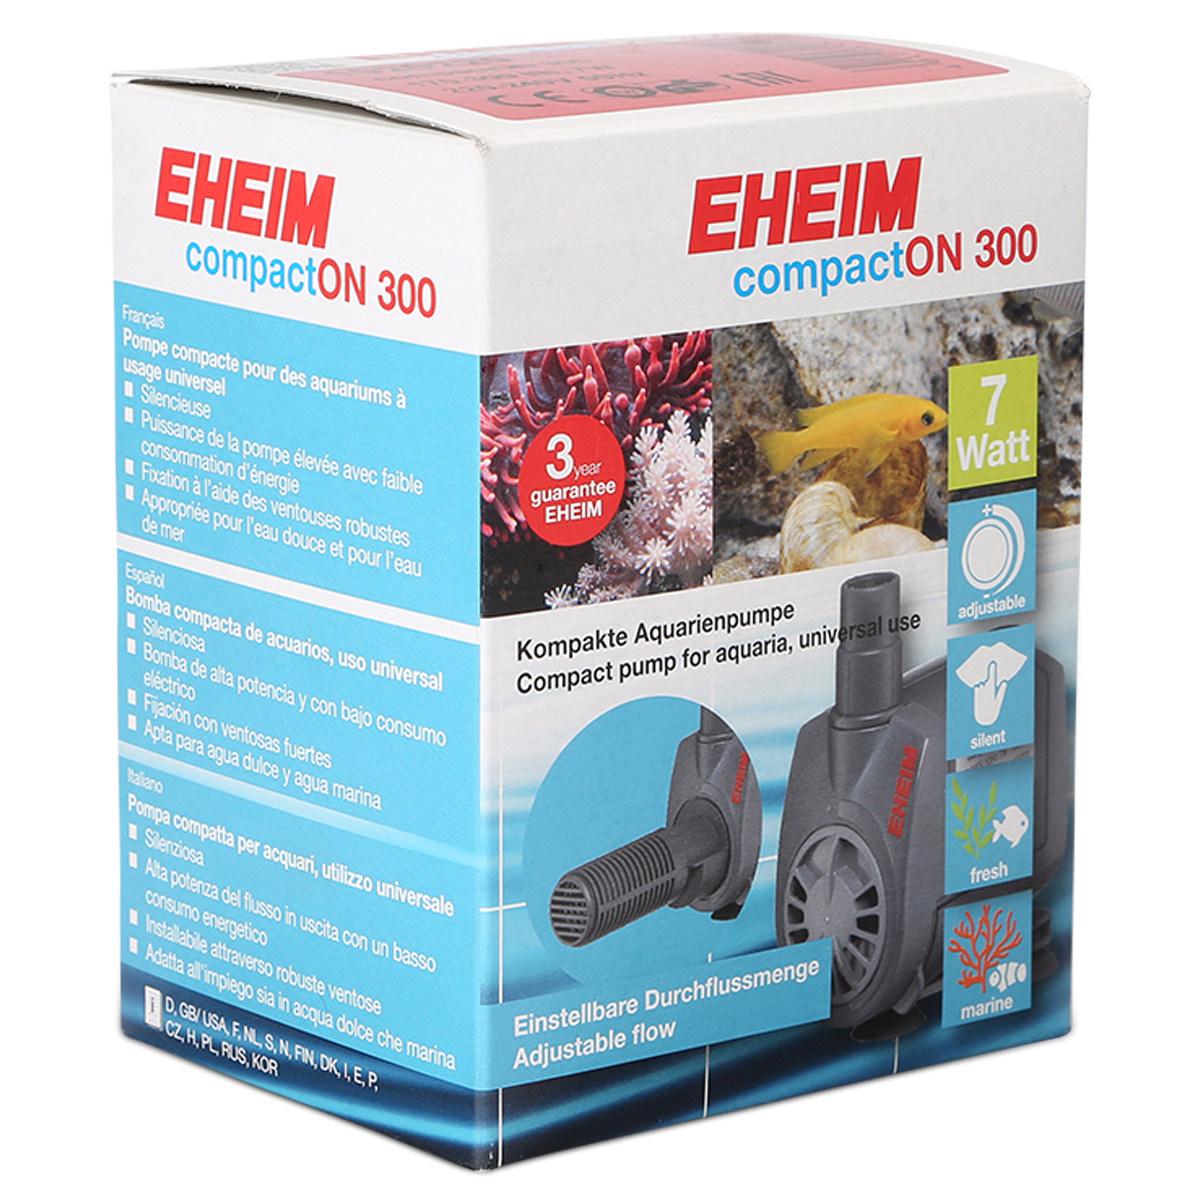 220-240V 50Hz
CE
EAC
EHEIM
compactON 300
Français
Pompe compacte pour des aquariums à
usage universel
Silencieuse
Puissance de la pompe élevée avec faible
consommation d'énergie
Fixation à l'aide des ventouses robustes
Appropriée pour l'eau douce et pour l'eau
de mer
Español
Bomba compacta de acuarios, uso universal
Silenciosa
Bomba de alta potencia y con bajo consumo
eléctrico
Fijación con ventosas fuertes
Apta para agua dulce y agua marina
Italiano
Pompa compatta per acquari, utilizzo universale
Silenziosa
Alta potenza del flusso in uscita con un basso
consumo energetico
Installabile attraverso robuste ventose
Adatta all'impiego sia in acqua dolce che marina
D, GB/ USA, F, NL, S, N, FIN, DK, I, E, P,
CZ, H, PL, RUS, KOR
EHEIM
compactON 300
3 year
guarantee
EHEIM
7
Watt
adjustable
silent
fresh
marine
Kompakte Aquarienpumpe
Compact pump for aquaria, universal use
EHEIM
EHEIM
Einstellbare Durchflussmenge
Adjustable flow